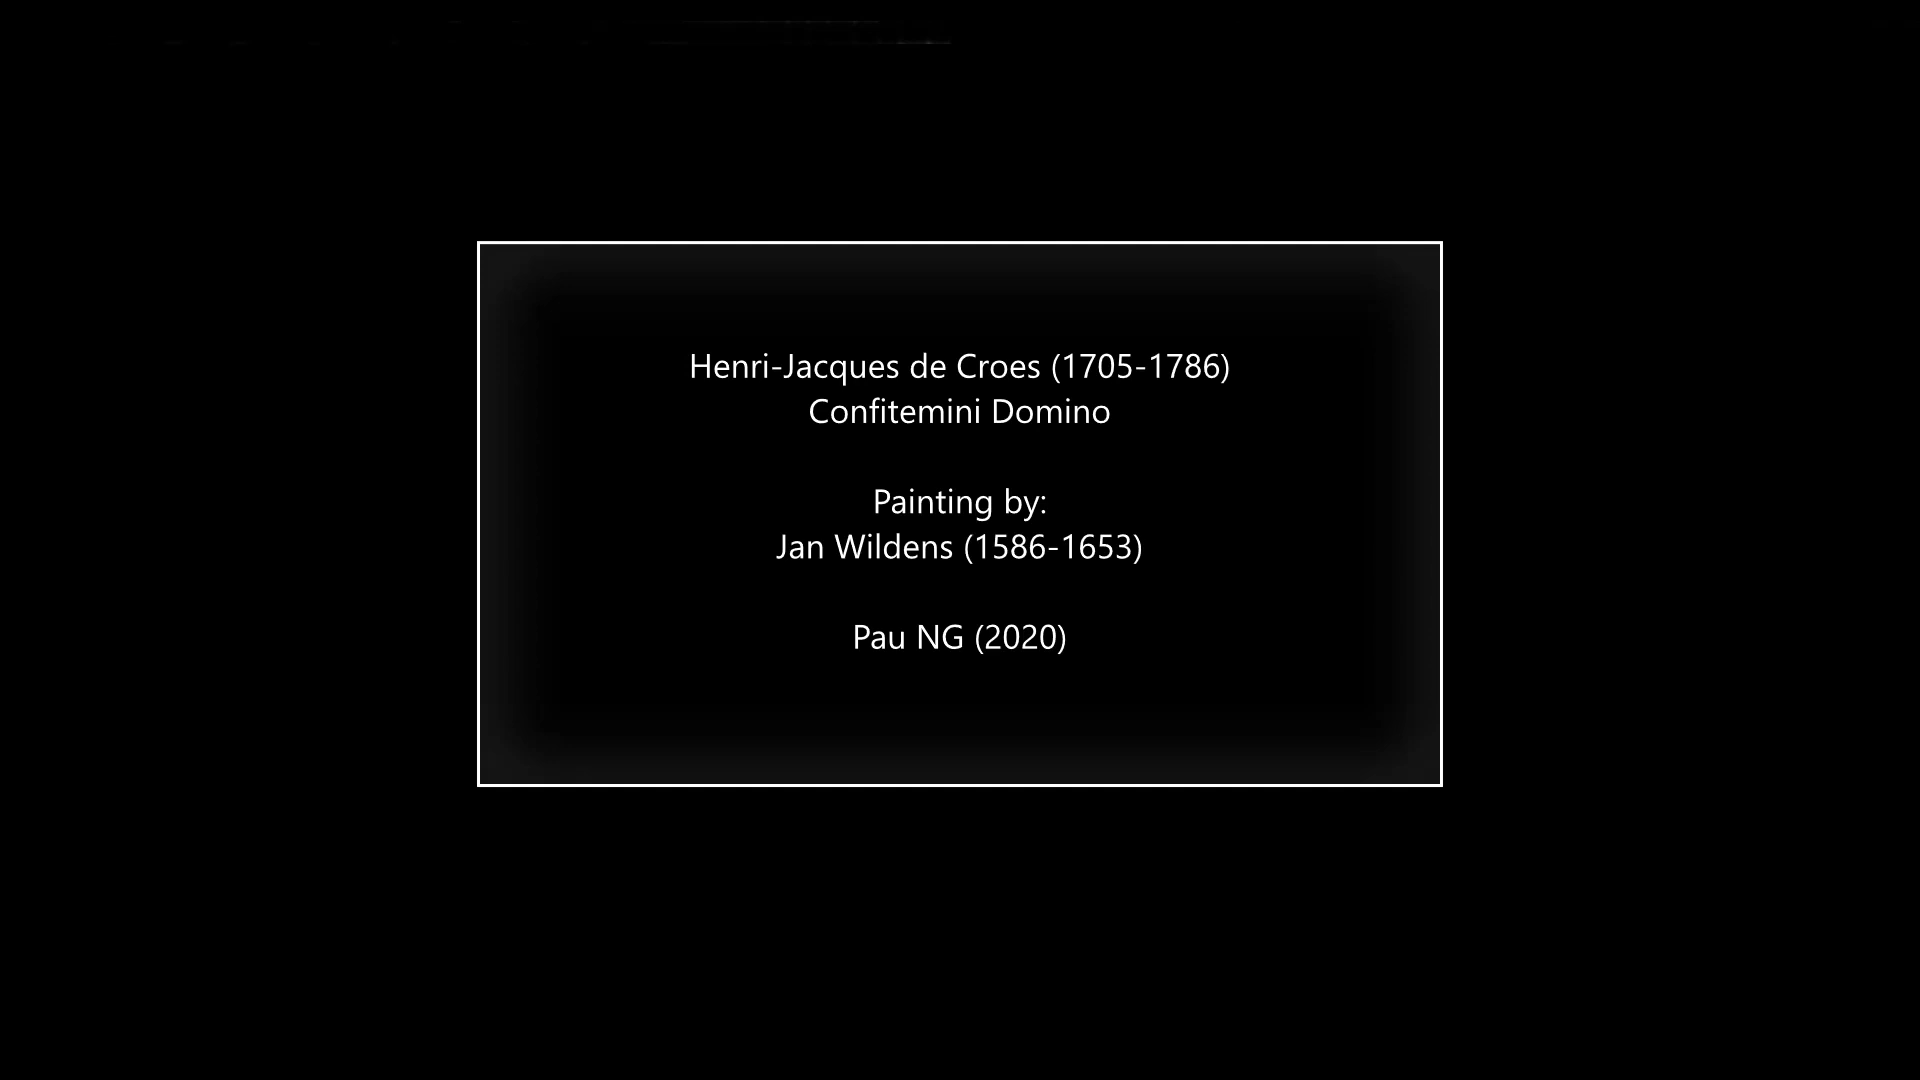 Henri-Jacques de Croes (1705-1786)
Confitemini Domino
Painting by:
Jan Wildens (1586-1653)
Pau NG (2020)